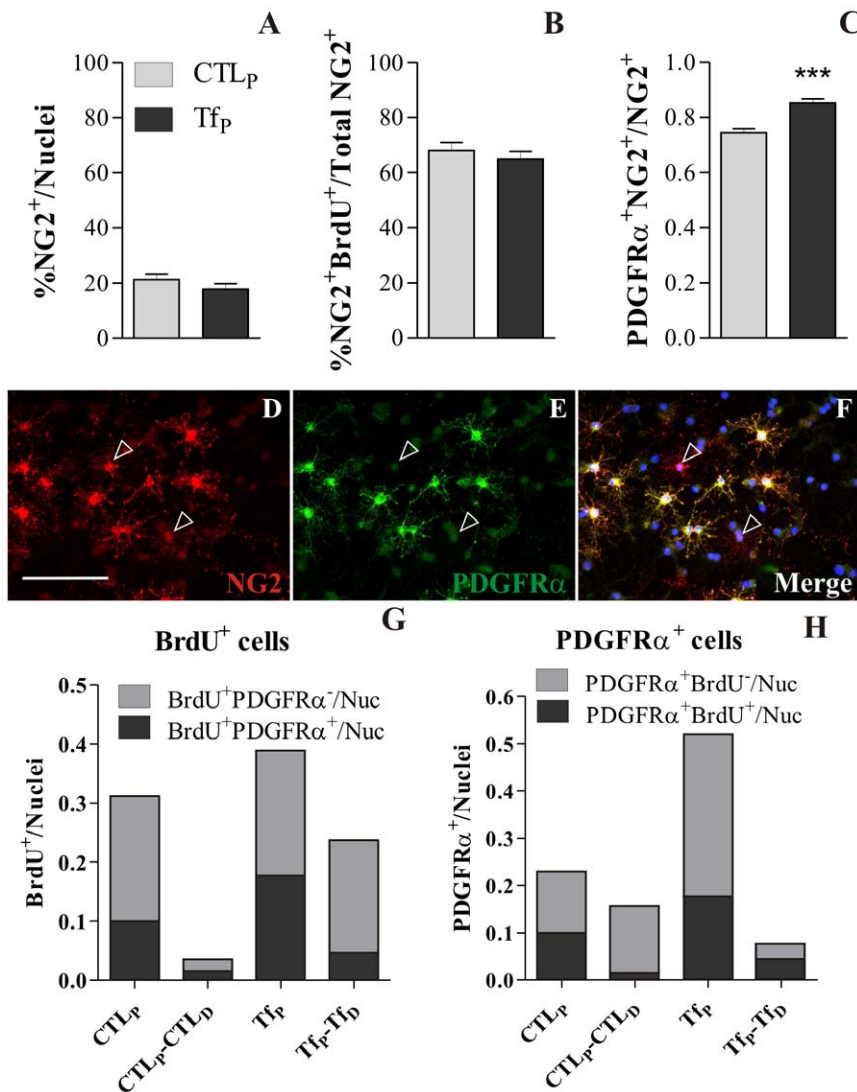 A
%NG2⁺/Nuclei
100
80
60
40
20
0
CTLP
TfP
B
%NG2⁺BrdU⁺/Total NG2⁺
100
80
60
40
20
0
C
PDGFRα⁺NG2⁺/NG2⁺
1.0
0.8
0.6
0.4
0.2
0.0
***
D
NG2
E
PDGFRα
F
Merge
G
BrdU⁺ cells
BrdU⁺PDGFRα⁻/Nuc
BrdU⁺PDGFRα⁺/Nuc
BrdU⁺/Nuclei
0.5
0.4
0.3
0.2
0.1
0.0
CTLP
CTLP-CTLD
TfP
TfP-TfD
H
PDGFRα⁺ cells
PDGFRα⁺BrdU⁻/Nuc
PDGFRα⁺BrdU⁺/Nuc
PDGFRα⁺/Nuclei
0.6
0.5
0.4
0.3
0.2
0.1
0.0
CTLP
CTLP-CTLD
TfP
TfP-TfD